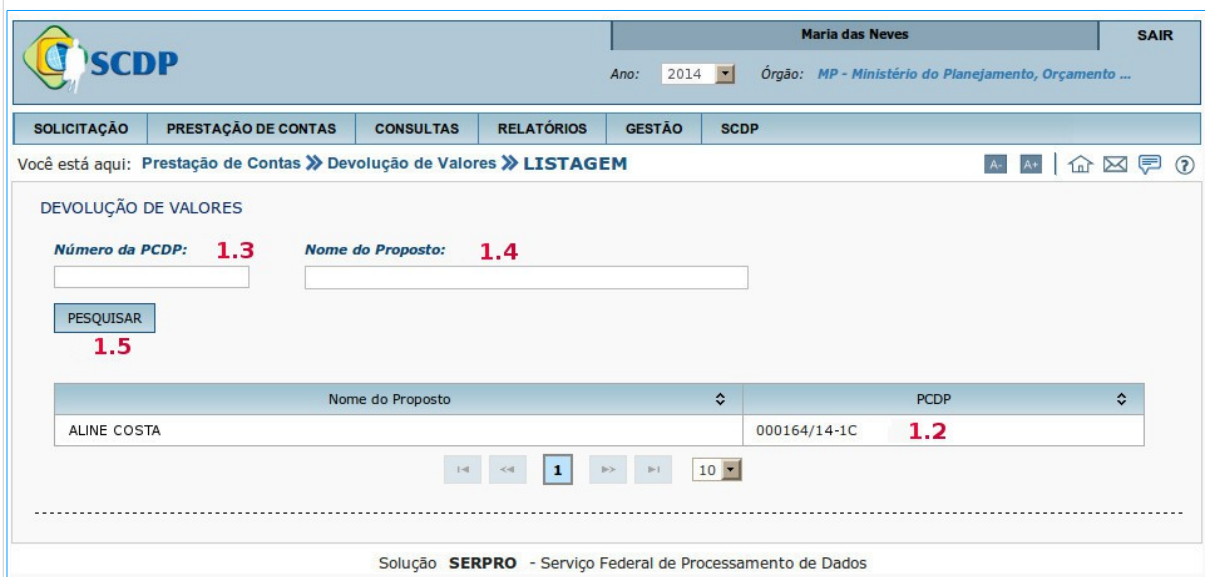 SCDP
Maria das Neves SAIR
Ano: 2014 Órgão: MP - Ministério do Planejamento, Orçamento ...
SOLICITAÇÃO PRESTAÇÃO DE CONTAS CONSULTAS RELATÓRIOS GESTÃO SCDP
Você está aqui: Prestação de Contas >> Devolução de Valores >> LISTAGEM A- A+ ?
DEVOLUÇÃO DE VALORES
Número da PCDP: 1.3 Nome do Proposto: 1.4
PESQUISAR
1.5
Nome do Proposto PCDP
ALINE COSTA 000164/14-1C 1.2
1 10
Solução SERPRO - Serviço Federal de Processamento de Dados